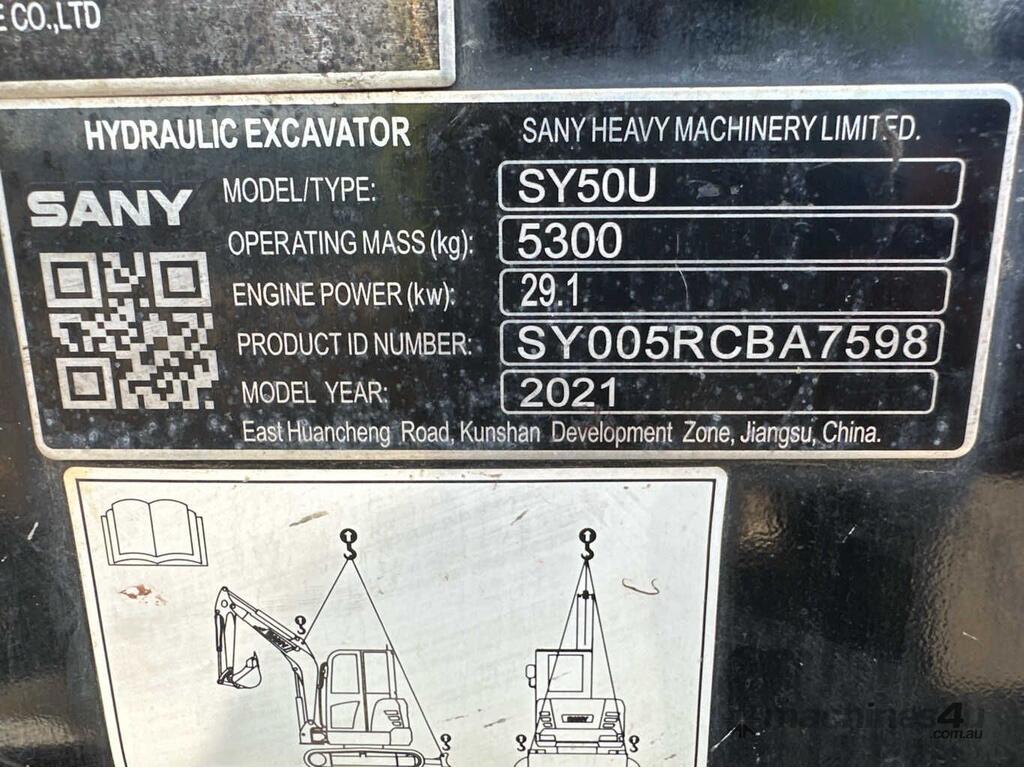 E CO.,LTD
HYDRAULIC EXCAVATOR
SANY HEAVY MACHINERY LIMITED.
SANY
MODEL/TYPE: SY50U
OPERATING MASS (kg): 5300
ENGINE POWER (kw): 29.1
PRODUCT ID NUMBER: SY005RCBA7598
MODEL YEAR: 2021
East Huancheng Road, Kunshan Development Zone, Jiangsu, China.
machines4u
.com.au